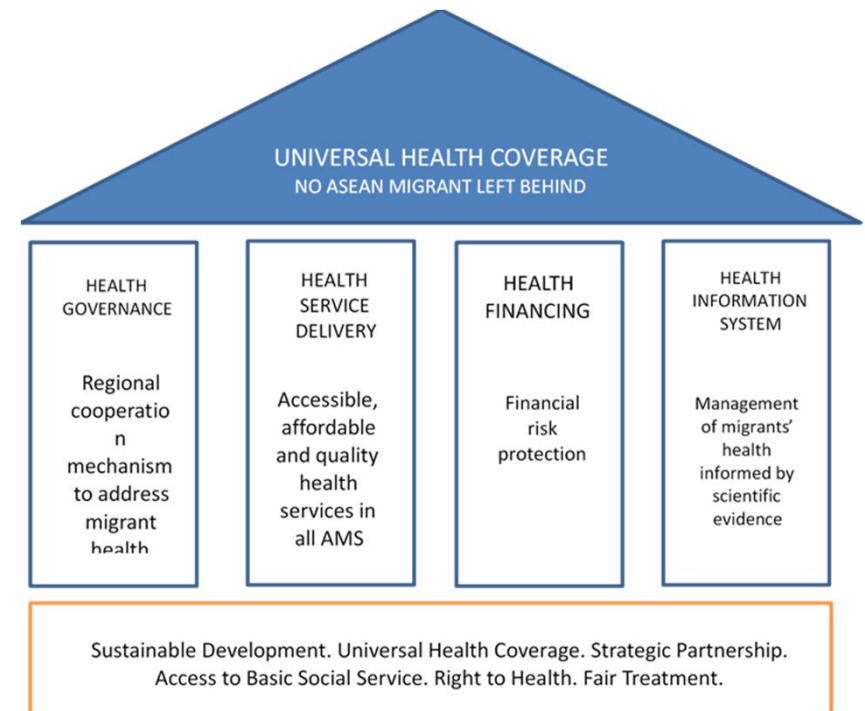 UNIVERSAL HEALTH COVERAGE
NO ASEAN MIGRANT LEFT BEHIND
HEALTH
GOVERNANCE
Regional
cooperatio
n
mechanism
to address
migrant
health
HEALTH
SERVICE
DELIVERY
Accessible,
affordable
and quality
health
services in
all AMS
HEALTH
FINANCING
Financial
risk
protection
HEALTH
INFORMATION
SYSTEM
Management
of migrants’
health
informed by
scientific
evidence
Sustainable Development. Universal Health Coverage. Strategic Partnership.
Access to Basic Social Service. Right to Health. Fair Treatment.